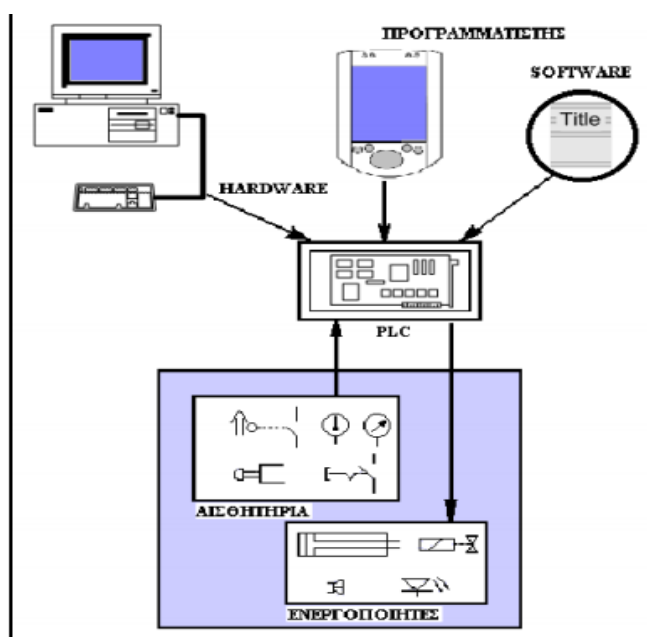 ΠΡΟΓΡΑΜΜΑΤΙΣΤΗΣ
SOFTWARE
Title
HARDWARE
PLC
ΑΙΣΘΗΤΗΡΙΑ
ΕΝΕΡΓΟΠΟΙΗΤΕΣ